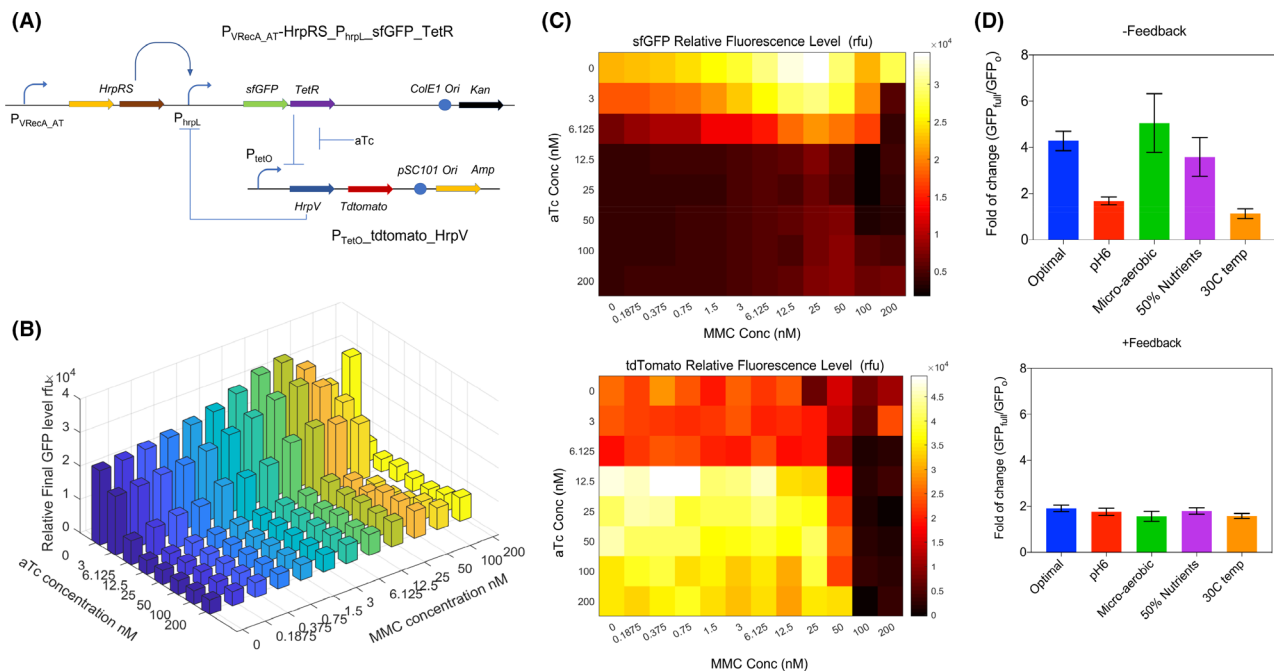 (A)
P_VRecA_AT-HrpRS_P_hrpL_sfGFP_TetR
HrpRS
sfGFP TetR
ColE1 Ori Kan
P_VRecA_AT
P_hrpL
aTc
P_tetO
pSC101 Ori Amp
HrpV Tdtomato
P_TetO_tdtomato_HrpV
(B)
Relative Final GFP level rfu
×10^4
4
3
2
1
0
0
3
6.125
12.5
25
50
100
200
aTc concentration nM
0
0.1875
0.375
0.75
1.5
3
6.125
12.5
25
50
100
200
MMC concentration nM
(C)
sfGFP Relative Fluorescence Level (rfu)
×10^4
aTc Conc (nM)
0
3
6.125
12.5
25
50
100
200
0 0.1875 0.375 0.75 1.5 3 6.125 12.5 25 50 100 200
MMC Conc (nM)
3.5
3
2.5
2
1.5
1
0.5
tdTomato Relative Fluorescence Level (rfu)
×10^4
aTc Conc (nM)
0
3
6.125
12.5
25
50
100
200
0 0.1875 0.375 0.75 1.5 3 6.125 12.5 25 50 100 200
MMC Conc (nM)
4.5
4
3.5
3
2.5
2
1.5
1
0.5
0
(D)
-Feedback
Fold of change (GFP_full/GFP_o)
8
6
4
2
0
Optimal
pH6
Micro-aerobic
50% Nutrients
30C temp
+Feedback
Fold of change (GFP_full/GFP_o)
8
6
4
2
0
Optimal
pH6
Micro-aerobic
50% Nutrients
30C temp